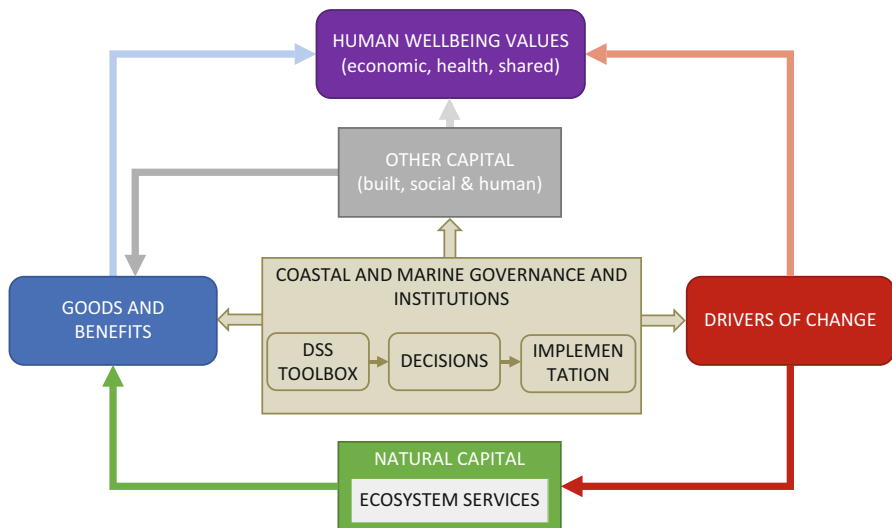 HUMAN WELLBEING VALUES
(economic, health, shared)
OTHER CAPITAL
(built, social & human)
COASTAL AND MARINE GOVERNANCE AND
INSTITUTIONS
GOODS AND
BENEFITS
DRIVERS OF CHANGE
DSS
TOOLBOX
DECISIONS
IMPLEMEN
TATION
NATURAL CAPITAL
ECOSYSTEM SERVICES